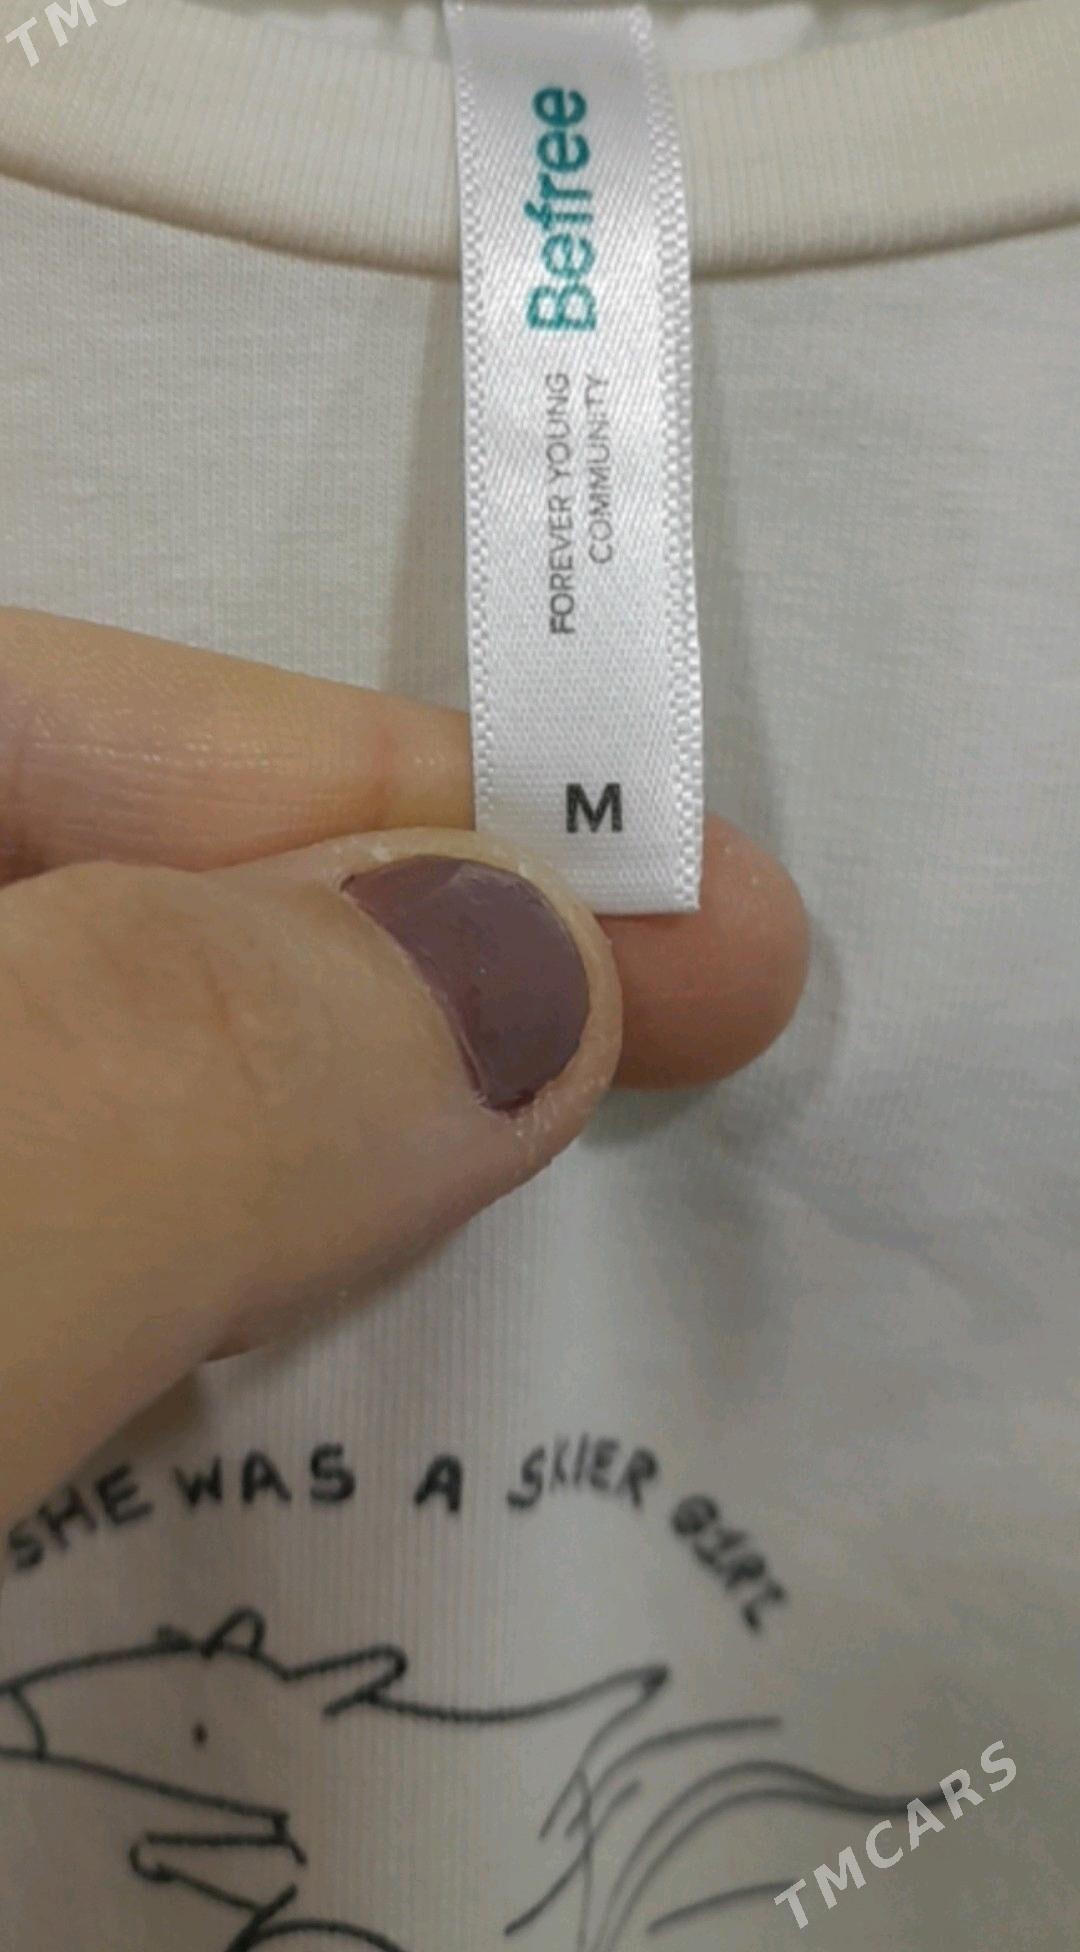 TMC
Befree
FOREVER YOUNG
COMMUNITY
M
SHE WAS A SKIER GIRL
TMCARS